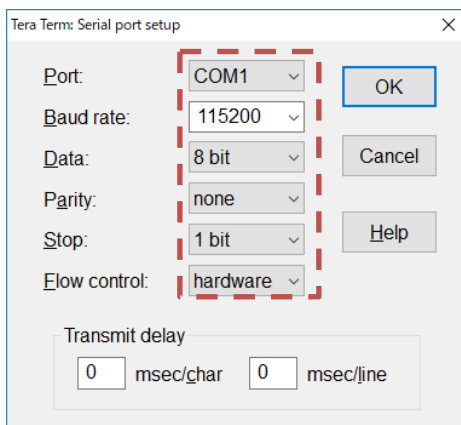 Tera Term: Serial port setup
Port: COM1 OK
Baud rate: 115200
Data: 8 bit Cancel
Parity: none
Stop: 1 bit Help
Flow control: hardware
Transmit delay
0 msec/char 0 msec/line